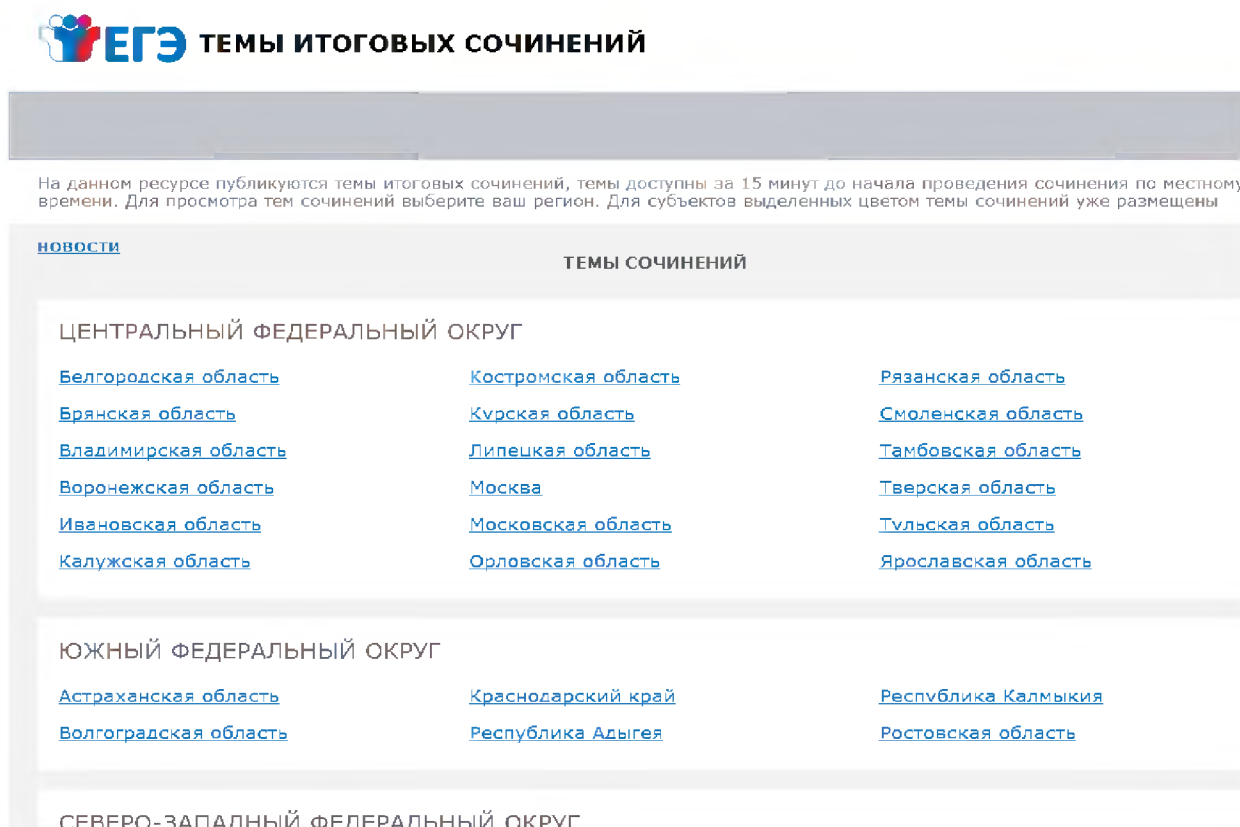 ЕГЭ ТЕМЫ ИТОГОВЫХ СОЧИНЕНИЙ
На данном ресурсе публикуются темы итоговых сочинений, темы доступны за 15 минут до начала проведения сочинения по местному
времени. Для просмотра тем сочинений выберите ваш регион. Для субъектов выделенных цветом темы сочинений уже размещены
НОВОСТИ
ТЕМЫ СОЧИНЕНИЙ
ЦЕНТРАЛЬНЫЙ ФЕДЕРАЛЬНЫЙ ОКРУГ
Белгородская область Костромская область Рязанская область
Брянская область Курская область Смоленская область
Владимирская область Липецкая область Тамбовская область
Воронежская область Москва Тверская область
Ивановская область Московская область Тульская область
Калужская область Орловская область Ярославская область
ЮЖНЫЙ ФЕДЕРАЛЬНЫЙ ОКРУГ
Астраханская область Краснодарский край Республика Калмыкия
Волгоградская область Республика Адыгея Ростовская область
СЕВЕРО-ЗАПАДНЫЙ ФЕДЕРАЛЬНЫЙ ОКРУГ